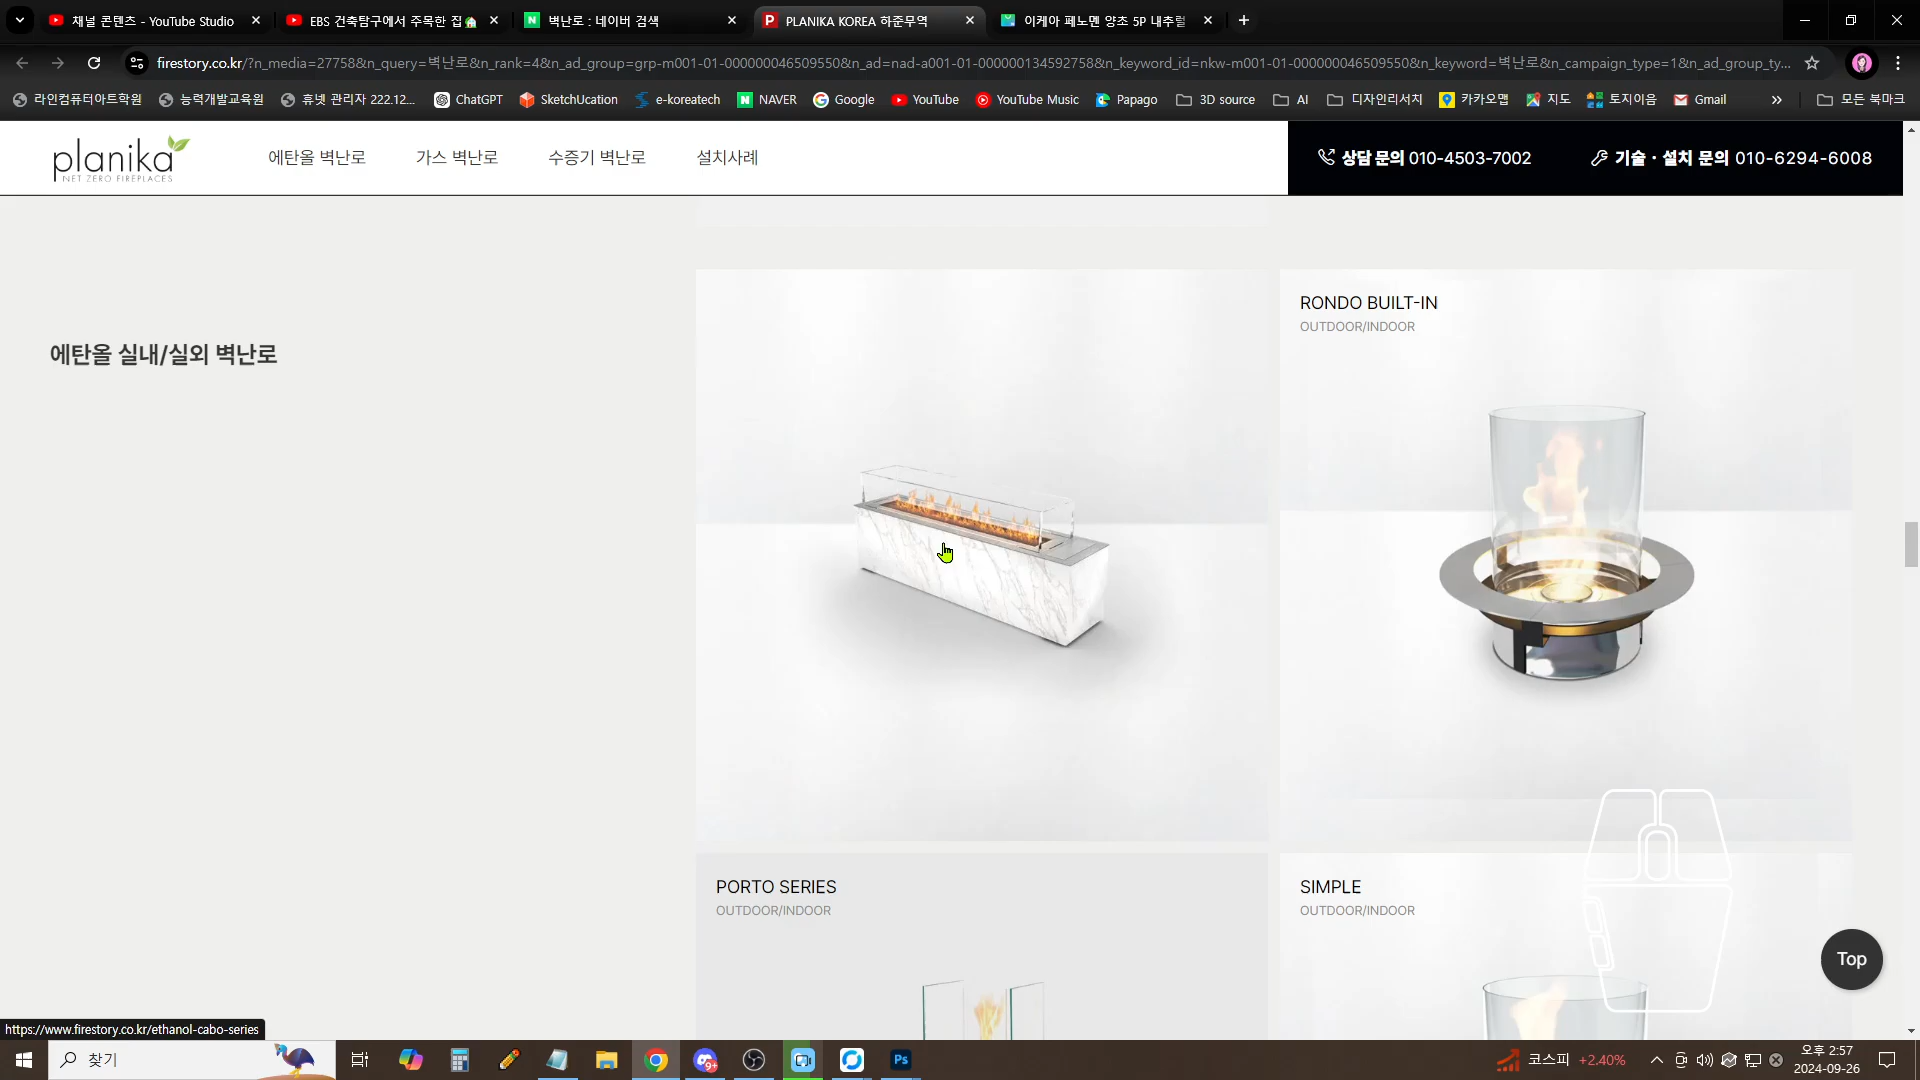 채널 콘텐츠 - YouTube Studio
EBS 건축탐구에서 주목한 집
벽난로 : 네이버 검색
PLANIKA KOREA 하준무역
이케아 페노멘 양초 5P 내추럴
firestory.co.kr/?n_media=27758&n_query=벽난로&n_rank=4&n_ad_group=grp-m001-01-000000046509550&n_ad=nad-a001-01-000000134592758&n_keyword_id=nkw-m001-01-0000000046509550&n_keyword=벽난로&n_campaign_type=1&n_ad_group_ty...
라인컴퓨터아트학원 능력개발교육원 휴넷 관리자 222.12... ChatGPT SketchUcation e-koreatech NAVER Google YouTube YouTube Music Papago 3D source AI 디자인리서치 카카오맵 지도 토지이음 Gmail » 모든 북마크
planika
NET ZERO FIREPLACES
에탄올 벽난로 가스 벽난로 수증기 벽난로 설치사례
상담 문의 010-4503-7002 기술 · 설치 문의 010-6294-6008
에탄올 실내/실외 벽난로
RONDO BUILT-IN
OUTDOOR/INDOOR
PORTO SERIES
OUTDOOR/INDOOR
SIMPLE
OUTDOOR/INDOOR
Top
https://www.firestory.co.kr/ethanol-cabo-series
찾기
9+
Ps
코스피 +2.40%
오후 2:57
2024-09-26